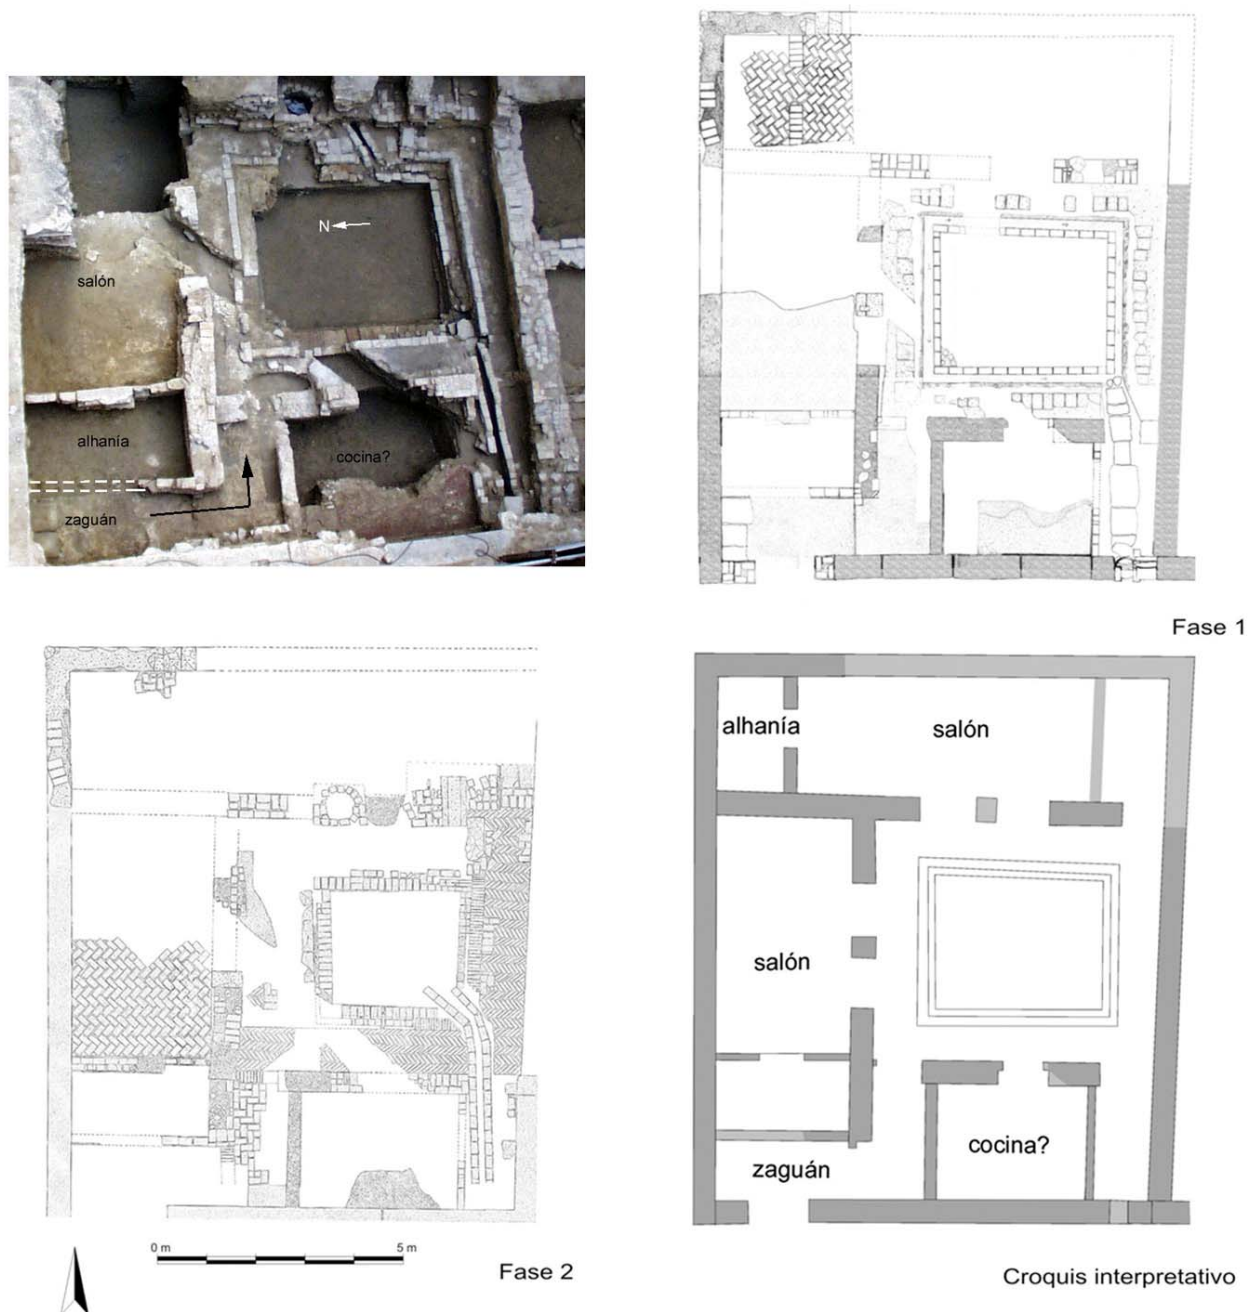 N
salón
alhanía
cocina?
zaguán
Fase 1
0 m
5 m
Fase 2
alhanía
salón
salón
cocina?
zaguán
Croquis interpretativo